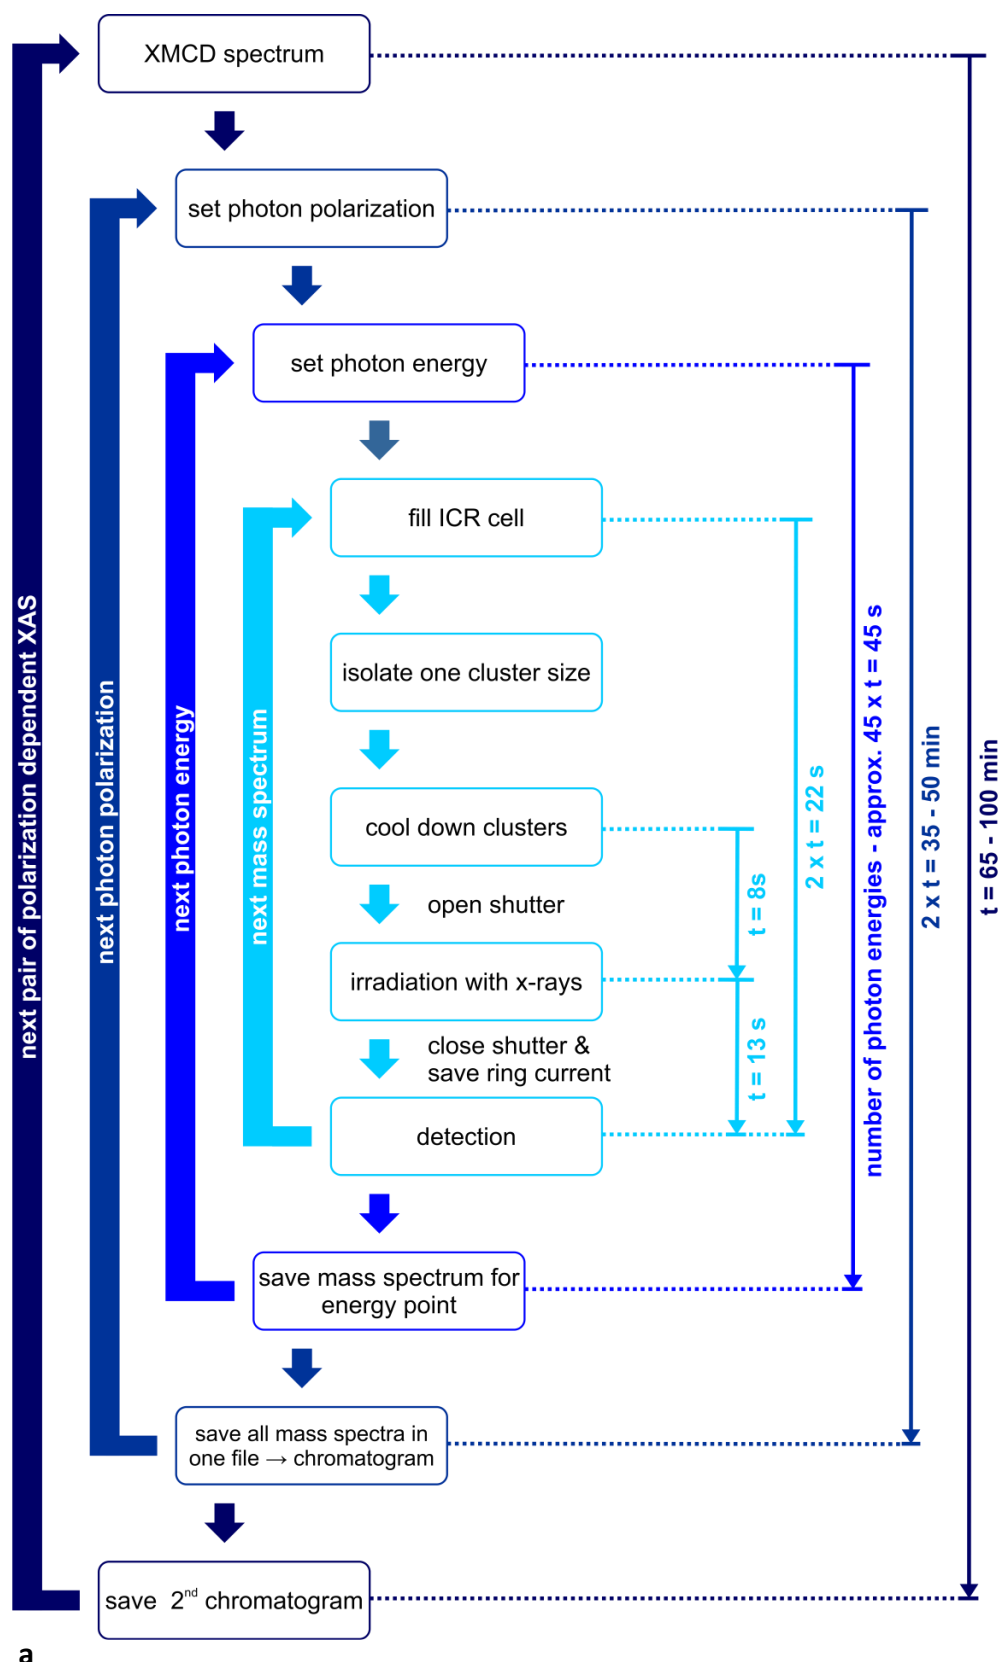 XMCD spectrum
set photon polarization
set photon energy
fill ICR cell
isolate one cluster size
cool down clusters
open shutter
irradiation with x-rays
close shutter &
save ring current
detection
save mass spectrum for
energy point
save all mass spectra in
one file → chromatogram
save 2nd chromatogram
next pair of polarization dependent XAS
next photon polarization
next photon energy
next mass spectrum
t = 8s
t = 13 s
2 x t = 22 s
number of photon energies - approx. 45 x t = 45 s
2 x t = 35 - 50 min
t = 65 - 100 min
a